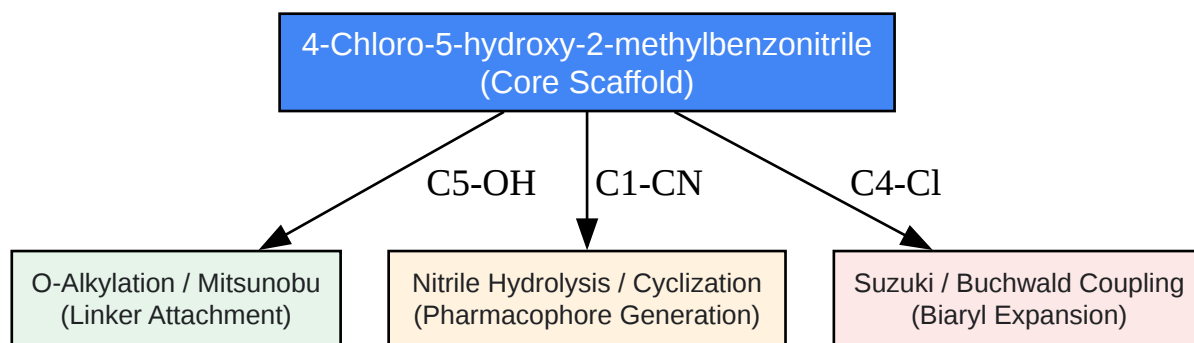 4-Chloro-5-hydroxy-2-methylbenzonitrile
(Core Scaffold)
C5-OH
C1-CN
C4-Cl
O-Alkylation / Mitsunobu
(Linker Attachment)
Nitrile Hydrolysis / Cyclization
(Pharmacophore Generation)
Suzuki / Buchwald Coupling
(Biaryl Expansion)